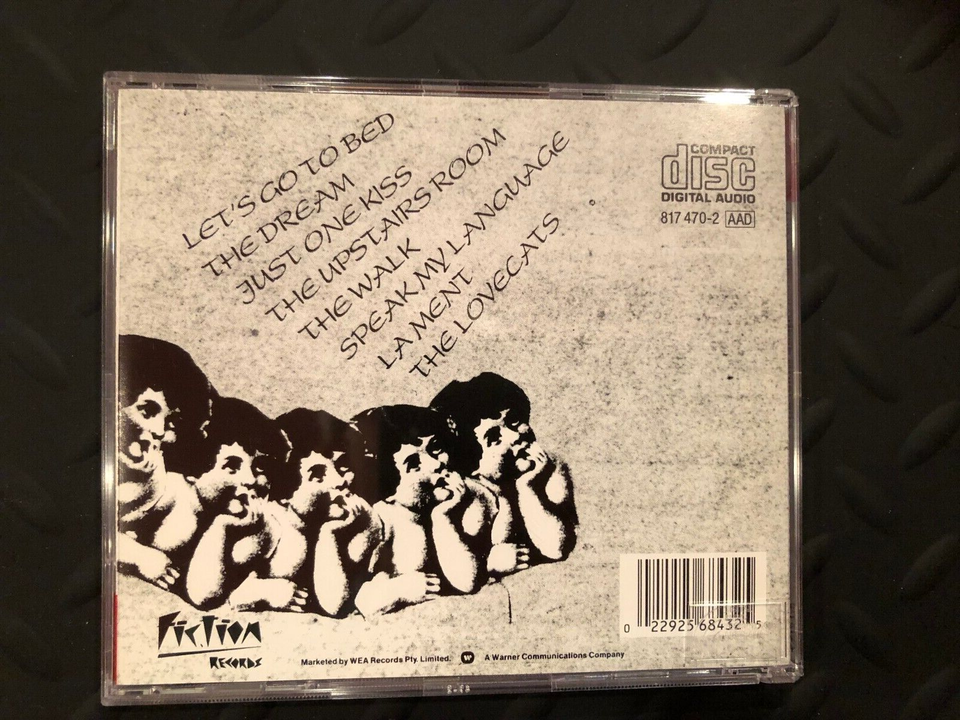 LET'S GO TO BED
THE DREAM
JUST ONE KISS
THE UPSTAIRS ROOM
THE WALK
SPEAK MY LANGUAGE
LA MENT
THE LOVECATS
COMPACT
disc
DIGITAL AUDIO
817 470-2 AAD
0 22925 68432 5
Fiction
RECORDS
Marketed by WEA Records Pty. Limited. A Warner Communications Company